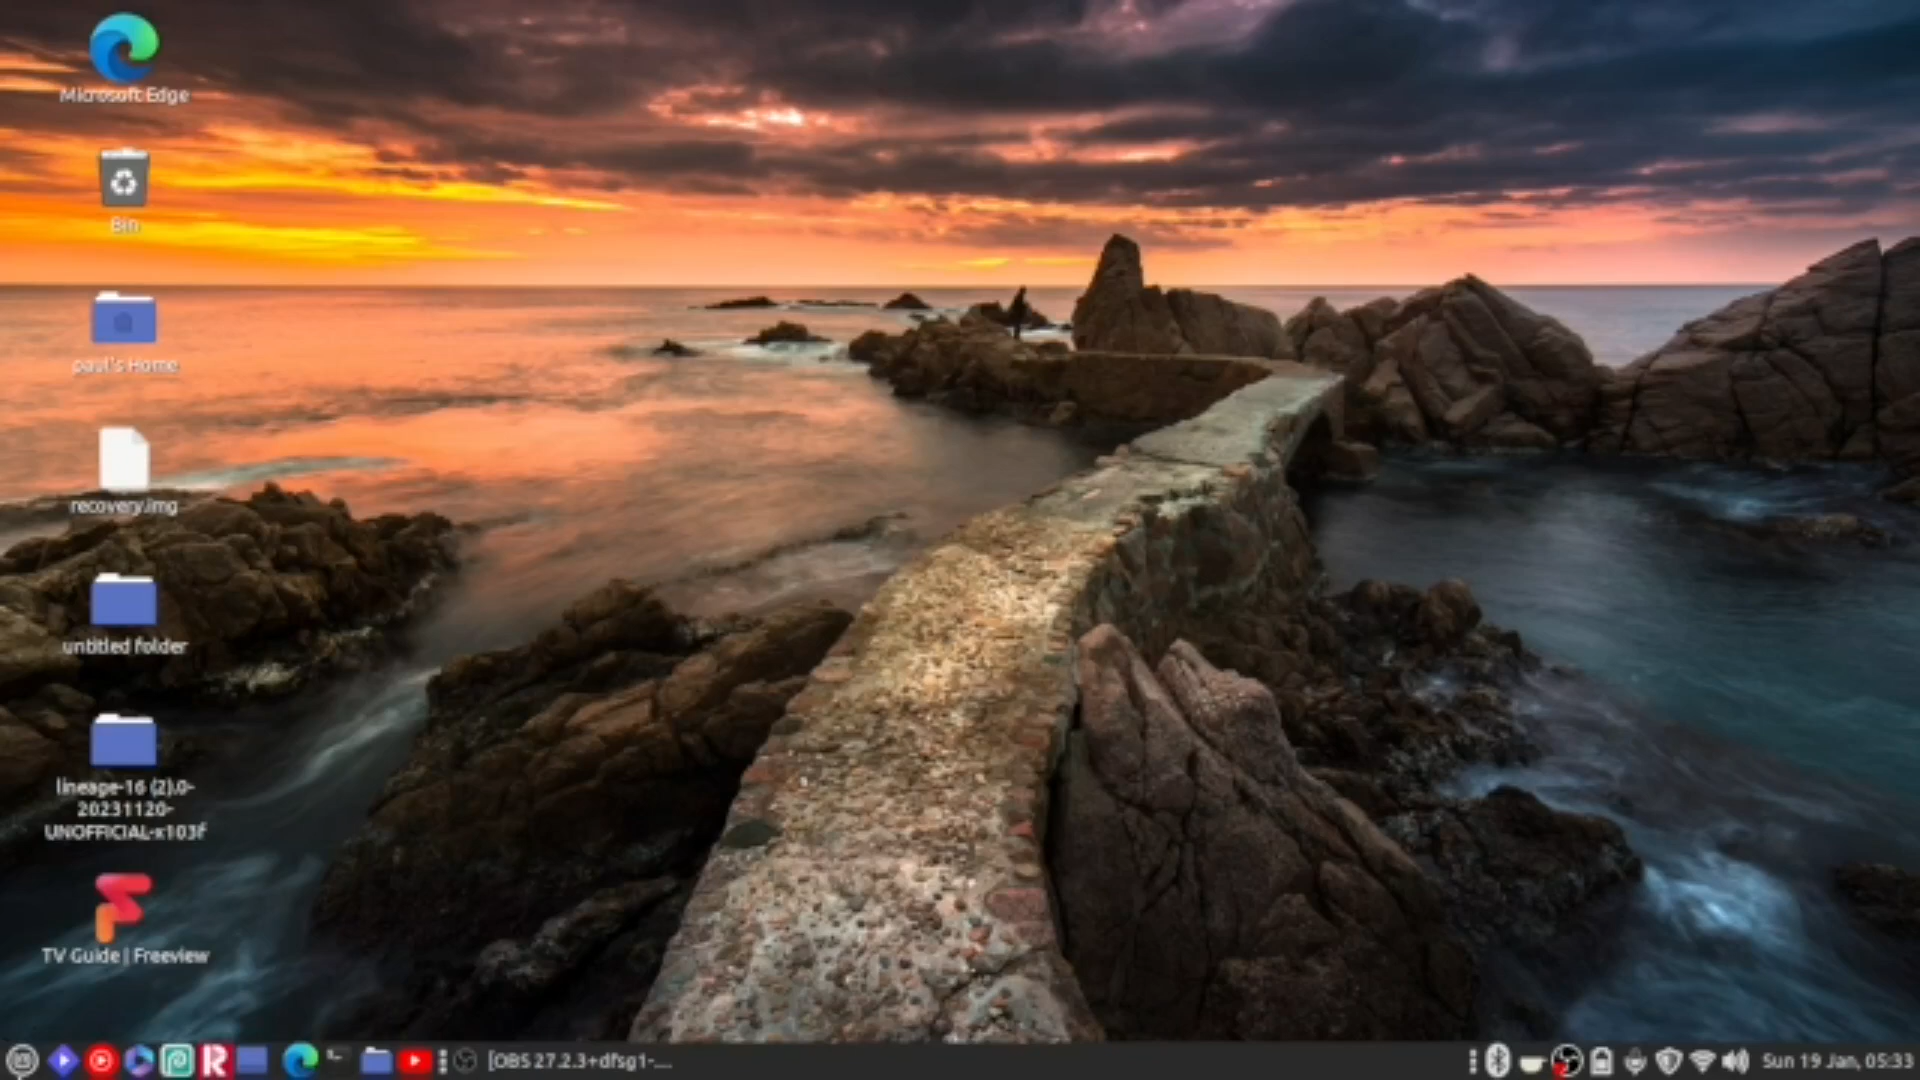 Microsoft Edge
Bin
paul's Home
recovery.img
untitled folder
lineage-16 (2).0-
20231120-
UNOFFICIAL-x103f
TV Guide | Freeview
[OBS 27.2.3+dfsg1-...
Sun 19 Jan, 05:33